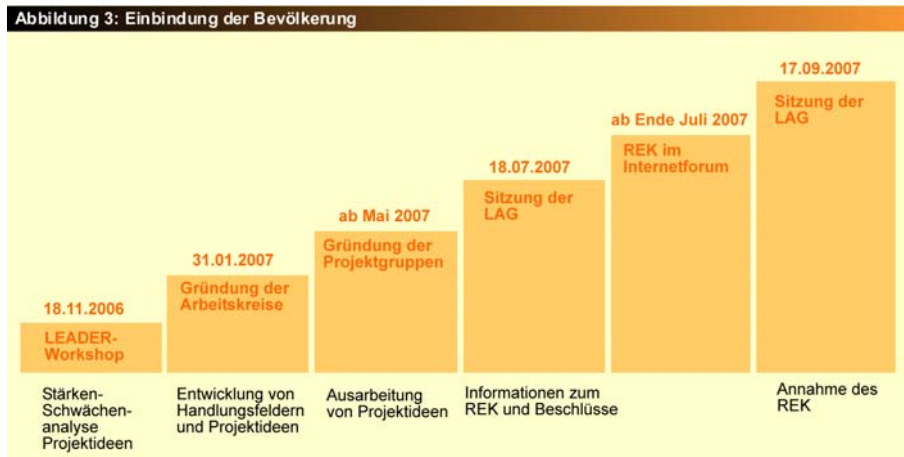 Abbildung 3: Einbindung der Bevölkerung
18.11.2006
LEADER-
Workshop
Stärken-
Schwächen-
analyse
Projektideen
31.01.2007
Gründung der
Arbeitskreise
Entwicklung von
Handlungsfeldern
und Projektideen
ab Mai 2007
Gründung der
Projektgruppen
Ausarbeitung
von Projektideen
18.07.2007
Sitzung der
LAG
Informationen zum
REK und Beschlüsse
ab Ende Juli 2007
REK im
Internetforum
17.09.2007
Sitzung der
LAG
Annahme des
REK